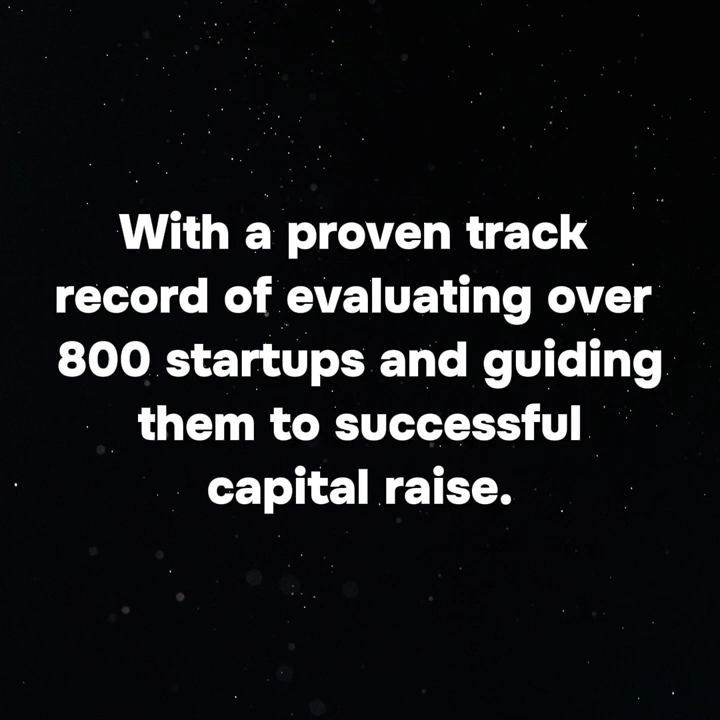 With a proven track
record of evaluating over
800 startups and guiding
them to successful
capital raise.